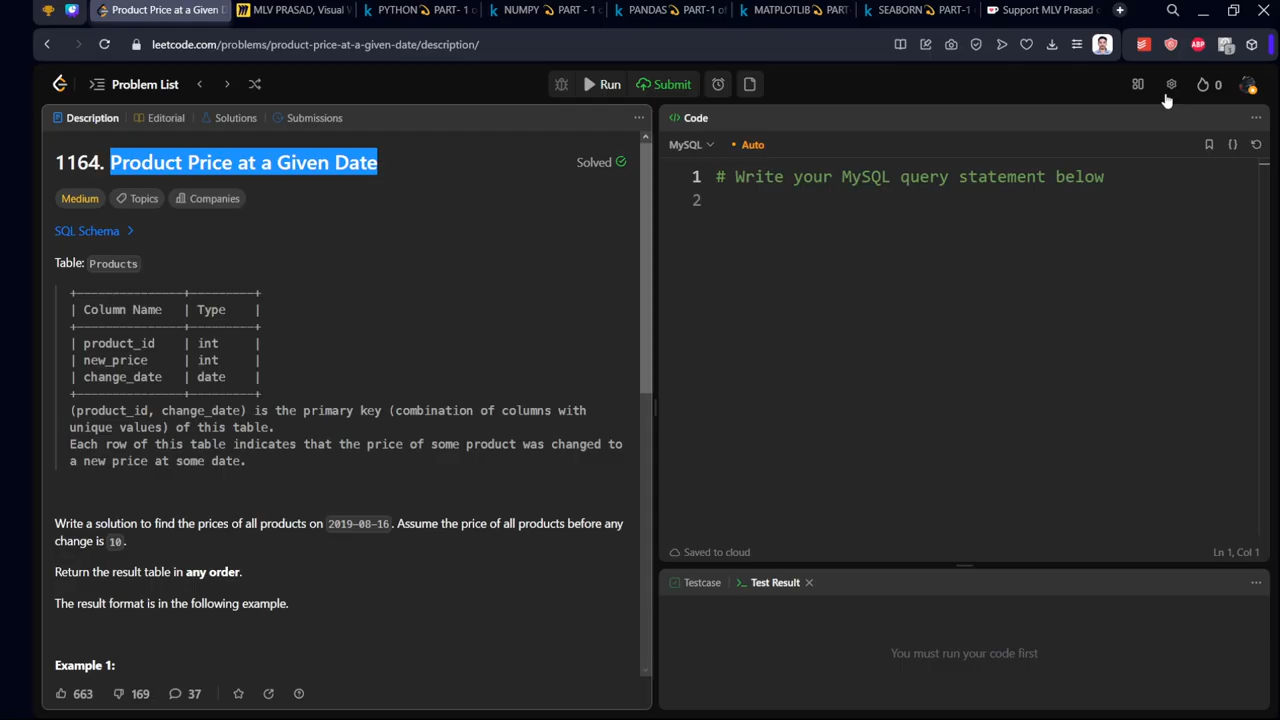 Product Price at a Given D
MLV PRASAD, Visual V
PYTHON PART- 1 o
NUMPY PART - 1 o
PANDAS PART-1 of
MATPLOTLIB PART-
SEABORN PART-1
Support MLV Prasad o
leetcode.com/problems/product-price-at-a-given-date/description/
ABP
Problem List
Run
Submit
0
Description
Editorial
Solutions
Submissions
Code
MySQL
Auto
1164. Product Price at a Given Date
Solved
Medium
Topics
Companies
SQL Schema
Table: Products
+---------------+---------+
| Column Name | Type |
+---------------+---------+
| product_id | int |
| new_price | int |
| change_date | date |
+---------------+---------+
(product_id, change_date) is the primary key (combination of columns with
unique values) of this table.
Each row of this table indicates that the price of some product was changed to
a new price at some date.
Write a solution to find the prices of all products on 2019-08-16. Assume the price of all products before any
change is 10.
Return the result table in any order.
The result format is in the following example.
Example 1:
663
169
37
1 # Write your MySQL query statement below
2
Saved to cloud
Ln 1, Col 1
Testcase
Test Result
You must run your code first